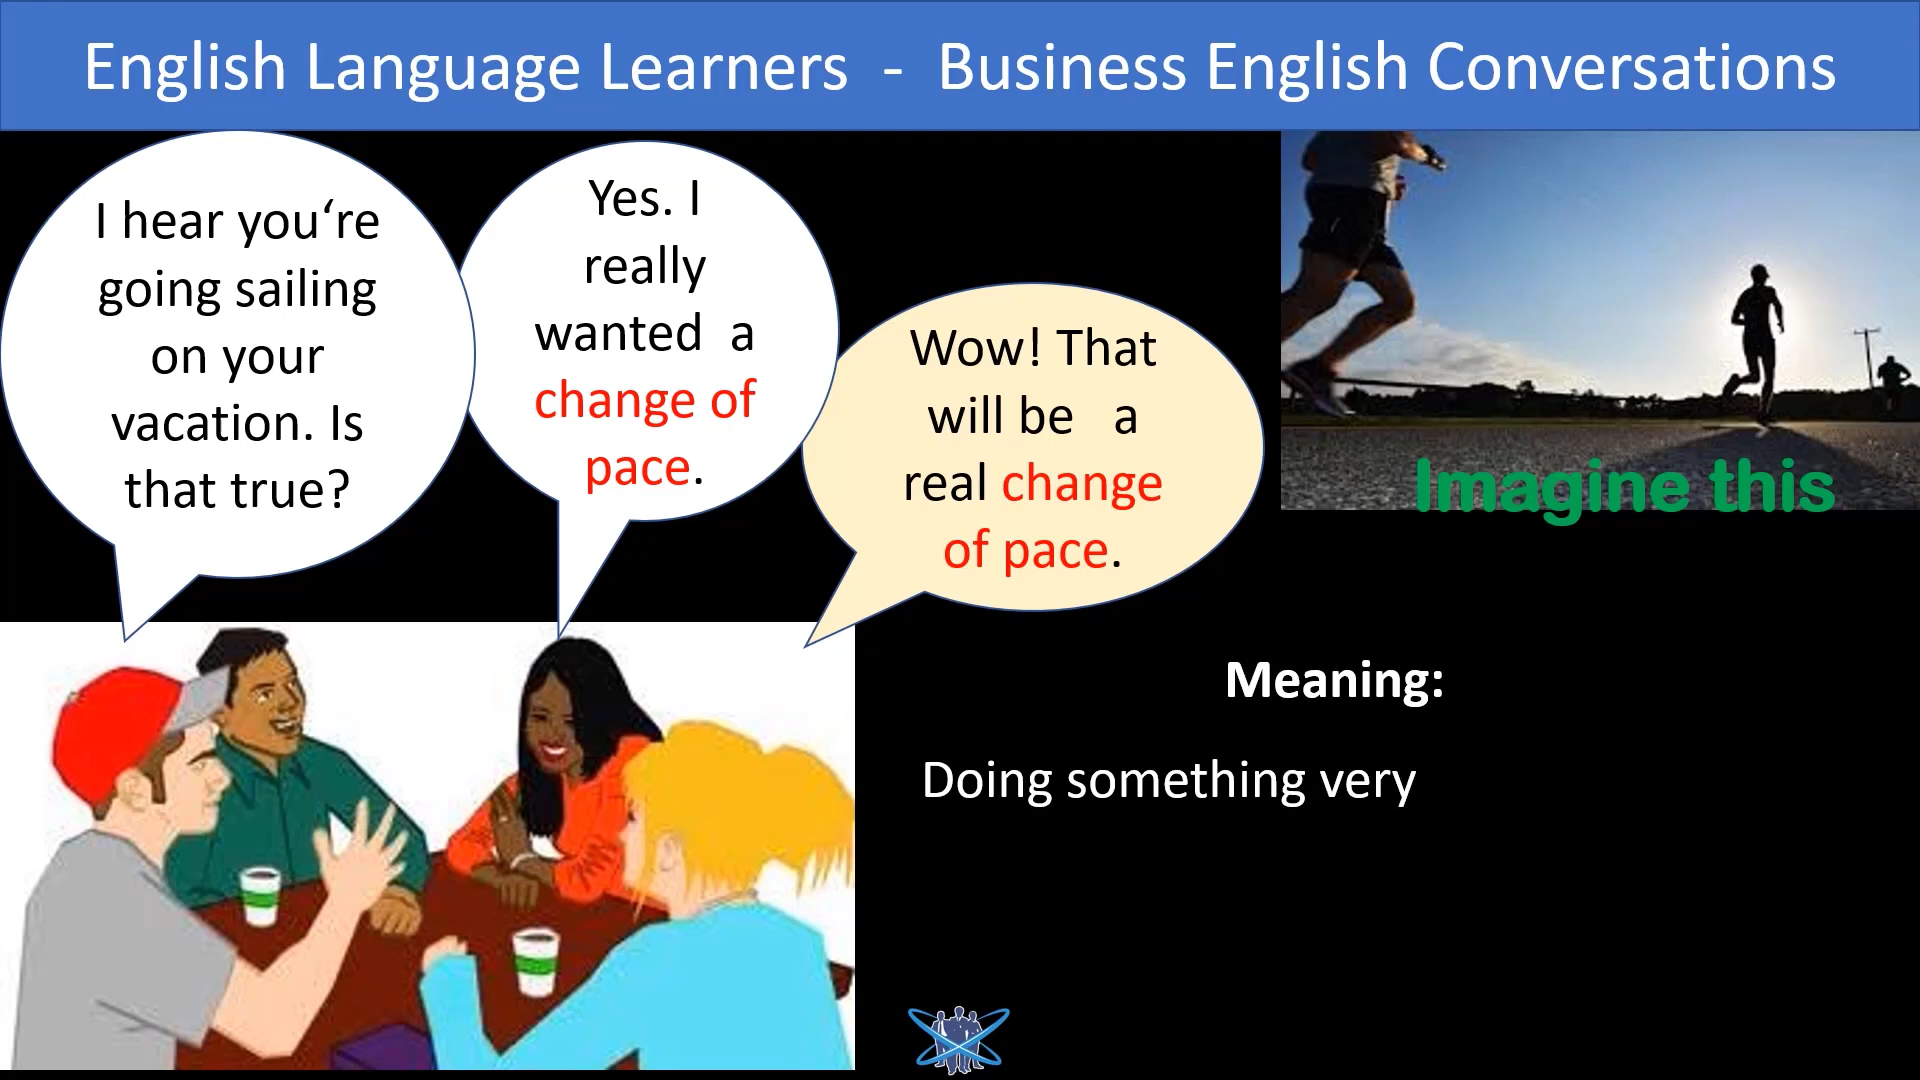 English Language Learners - Business English Conversations
I hear you‘re
going sailing
on your
vacation. Is
that true?
Yes. I
really
wanted a
change of
pace.
Wow! That
will be a
real change
of pace.
Imagine this
Meaning:
Doing something very